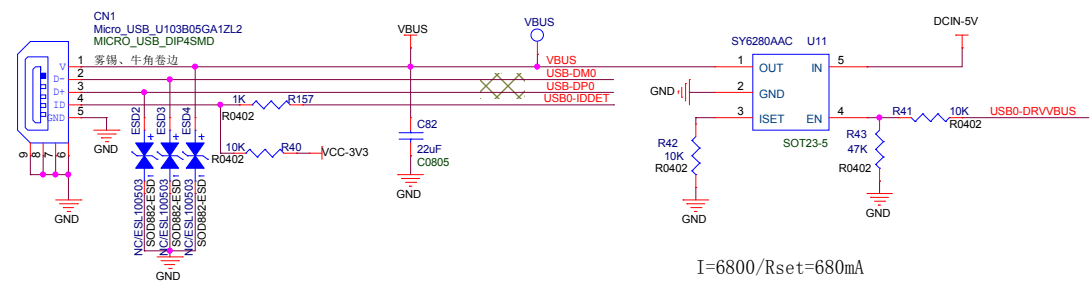 CN1
Micro_USB_U103B05GA1ZL2
MICRO_USB_DIP4SMD
雾锡、牛角卷边
V 1
D- 2
D+ 3
ID 4
GND 5
9 8 7 6
GND
GND
ESD2
ESD3
ESD4
+
+
+
NC/ESL100503
SOD882-ESD1
NC/ESL100503
SOD882-ESD1
NC/ESL100503
SOD882-ESD1
GND
1K R157
R0402
10K R40
R0402
VCC-3V3
VBUS
C82
22uF
C0805
GND
VBUS
VBUS
USB-DM0
USB-DP0
USB0-IDDET
SY6280AAC U11
1 OUT IN 5
2 GND
3 ISET EN 4
SOT23-5
GND
DCIN-5V
R42
10K
R0402
GND
R41 10K
R0402
USB0-DRVVBUS
R43
47K
R0402
GND
I=6800/Rset=680mA